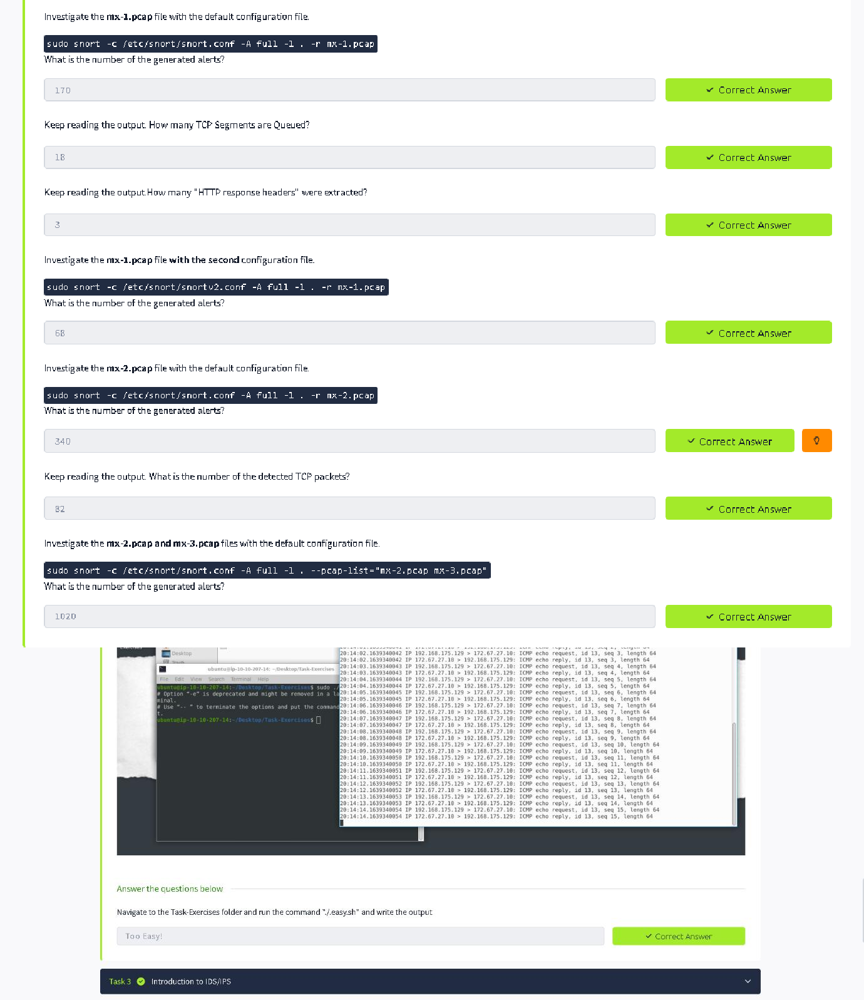 Investigate the mx-1.pcap file with the default configuration file.
sudo snort -c /etc/snort/snort.conf -A full -l . -r mx-1.pcap
What is the number of the generated alerts?
170
Correct Answer
Keep reading the output. How many TCP Segments are Queued?
18
Correct Answer
Keep reading the output.How many "HTTP response headers" were extracted?
3
Correct Answer
Investigate the mx-1.pcap file with the second configuration file.
sudo snort -c /etc/snort/snortv2.conf -A full -l . -r mx-1.pcap
What is the number of the generated alerts?
68
Correct Answer
Investigate the mx-2.pcap file with the default configuration file.
sudo snort -c /etc/snort/snort.conf -A full -l . -r mx-2.pcap
What is the number of the generated alerts?
340
Correct Answer
Keep reading the output. What is the number of the detected TCP packets?
82
Correct Answer
Investigate the mx-2.pcap and mx-3.pcap files with the default configuration file.
sudo snort -c /etc/snort/snort.conf -A full -l . --pcap-list="mx-2.pcap mx-3.pcap"
What is the number of the generated alerts?
1020
Correct Answer
Desktop
Trash
ubuntu@ip-10-10-207-14: ~/Desktop/Task-Exercises
File Edit View Search Terminal Help
ubuntu@ip-10-10-207-14:~/Desktop/Task-Exercises$ sudo ./
# Option “-e” is deprecated and might be removed in a la
minal.
# Use “-- ” to terminate the options and put the command
t.
ubuntu@ip-10-10-207-14:~/Desktop/Task-Exercises$
20:14:02.1639340042 IP 192.168.175.129 > 172.67.27.10: ICMP echo request, id 13, seq 3, length 64
20:14:02.1639340042 IP 172.67.27.10 > 192.168.175.129: ICMP echo reply, id 13, seq 3, length 64
20:14:03.1639340043 IP 192.168.175.129 > 172.67.27.10: ICMP echo request, id 13, seq 4, length 64
20:14:03.1639340043 IP 172.67.27.10 > 192.168.175.129: ICMP echo reply, id 13, seq 4, length 64
20:14:04.1639340044 IP 192.168.175.129 > 172.67.27.10: ICMP echo request, id 13, seq 5, length 64
20:14:04.1639340044 IP 172.67.27.10 > 192.168.175.129: ICMP echo reply, id 13, seq 5, length 64
20:14:05.1639340045 IP 192.168.175.129 > 172.67.27.10: ICMP echo request, id 13, seq 6, length 64
20:14:05.1639340045 IP 172.67.27.10 > 192.168.175.129: ICMP echo reply, id 13, seq 6, length 64
20:14:06.1639340046 IP 192.168.175.129 > 172.67.27.10: ICMP echo request, id 13, seq 7, length 64
20:14:06.1639340046 IP 172.67.27.10 > 192.168.175.129: ICMP echo reply, id 13, seq 7, length 64
20:14:07.1639340047 IP 192.168.175.129 > 172.67.27.10: ICMP echo request, id 13, seq 8, length 64
20:14:07.1639340047 IP 172.67.27.10 > 192.168.175.129: ICMP echo reply, id 13, seq 8, length 64
20:14:08.1639340048 IP 192.168.175.129 > 172.67.27.10: ICMP echo request, id 13, seq 9, length 64
20:14:08.1639340048 IP 172.67.27.10 > 192.168.175.129: ICMP echo reply, id 13, seq 9, length 64
20:14:09.1639340049 IP 192.168.175.129 > 172.67.27.10: ICMP echo request, id 13, seq 10, length 64
20:14:09.1639340049 IP 172.67.27.10 > 192.168.175.129: ICMP echo reply, id 13, seq 10, length 64
20:14:10.1639340050 IP 192.168.175.129 > 172.67.27.10: ICMP echo request, id 13, seq 11, length 64
20:14:10.1639340050 IP 172.67.27.10 > 192.168.175.129: ICMP echo reply, id 13, seq 11, length 64
20:14:11.1639340051 IP 192.168.175.129 > 172.67.27.10: ICMP echo request, id 13, seq 12, length 64
20:14:11.1639340051 IP 172.67.27.10 > 192.168.175.129: ICMP echo reply, id 13, seq 12, length 64
20:14:12.1639340052 IP 192.168.175.129 > 172.67.27.10: ICMP echo request, id 13, seq 13, length 64
20:14:12.1639340052 IP 172.67.27.10 > 192.168.175.129: ICMP echo reply, id 13, seq 13, length 64
20:14:13.1639340053 IP 192.168.175.129 > 172.67.27.10: ICMP echo request, id 13, seq 14, length 64
20:14:13.1639340053 IP 172.67.27.10 > 192.168.175.129: ICMP echo reply, id 13, seq 14, length 64
20:14:14.1639340054 IP 192.168.175.129 > 172.67.27.10: ICMP echo request, id 13, seq 15, length 64
20:14:14.1639340054 IP 172.67.27.10 > 192.168.175.129: ICMP echo reply, id 13, seq 15, length 64
Answer the questions below
Navigate to the Task-Exercises folder and run the command "./.easy.sh" and write the output
Too Easy!
Correct Answer
Task 3 Introduction to IDS/IPS